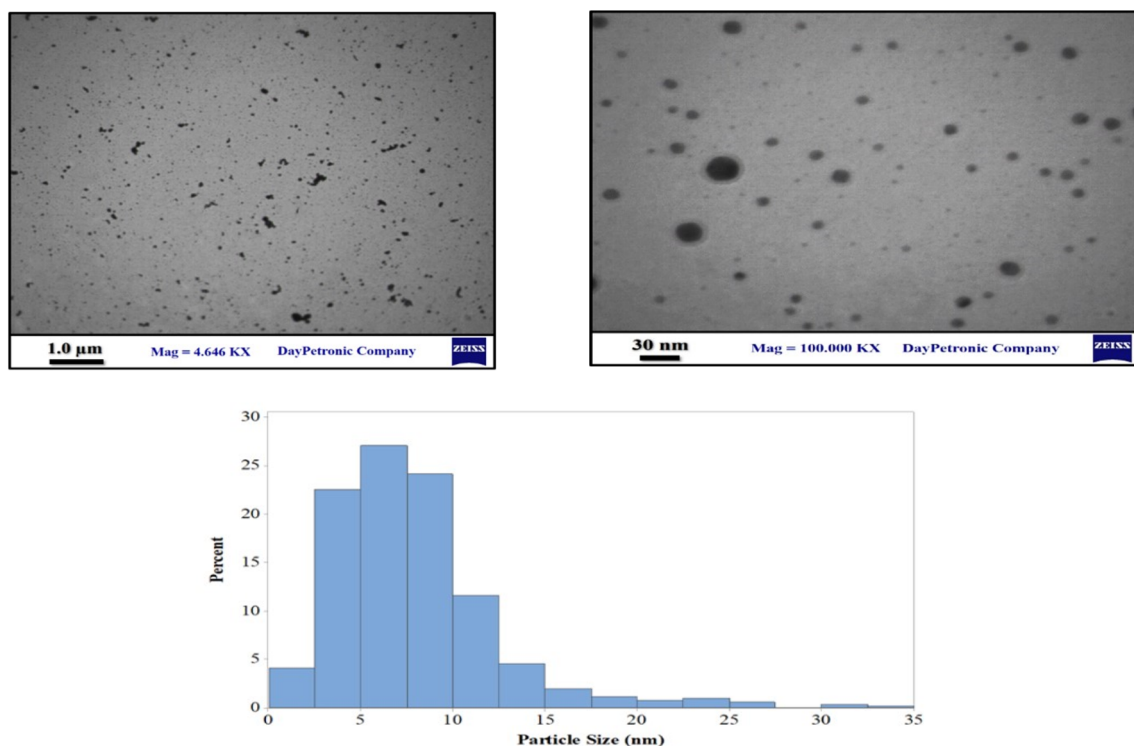 1.0 µm Mag = 4.646 KX DayPetronic Company ZEISS
30 nm Mag = 100.000 KX DayPetronic Company ZEISS
30
25
20
15
10
5
0
Percent
0 5 10 15 20 25 30 35
Particle Size (nm)